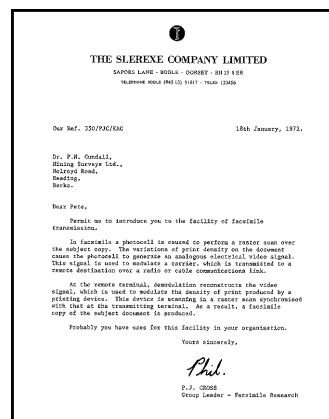 THE SLEREXE COMPANY LIMITED
SAPORS LANE - BOOLE - DORSET - BH 25 8 ER
TELEPHONE BOOLE (945 13) 51617 - TELEX 123456
Our Ref. 350/PJC/EAC 18th January, 1972.
Dr. P.N. Cundall,
Mining Surveys Ltd.,
Holroyd Road,
Reading,
Berks.
Dear Pete,
Permit me to introduce you to the facility of facsimile
transmission.
In facsimile a photocell is caused to perform a raster scan over
the subject copy. The variations of print density on the document
cause the photocell to generate an analogous electrical video signal.
This signal is used to modulate a carrier, which is transmitted to a
remote destination over a radio or cable communications link.
At the remote terminal, demodulation reconstructs the video
signal, which is used to modulate the density of print produced by a
printing device. This device is scanning in a raster scan synchronised
with that at the transmitting terminal. As a result, a facsimile
copy of the subject document is produced.
Probably you have uses for this facility in your organisation.
Yours sincerely,
Phil.
P.J. CROSS
Group Leader - Facsimile Research